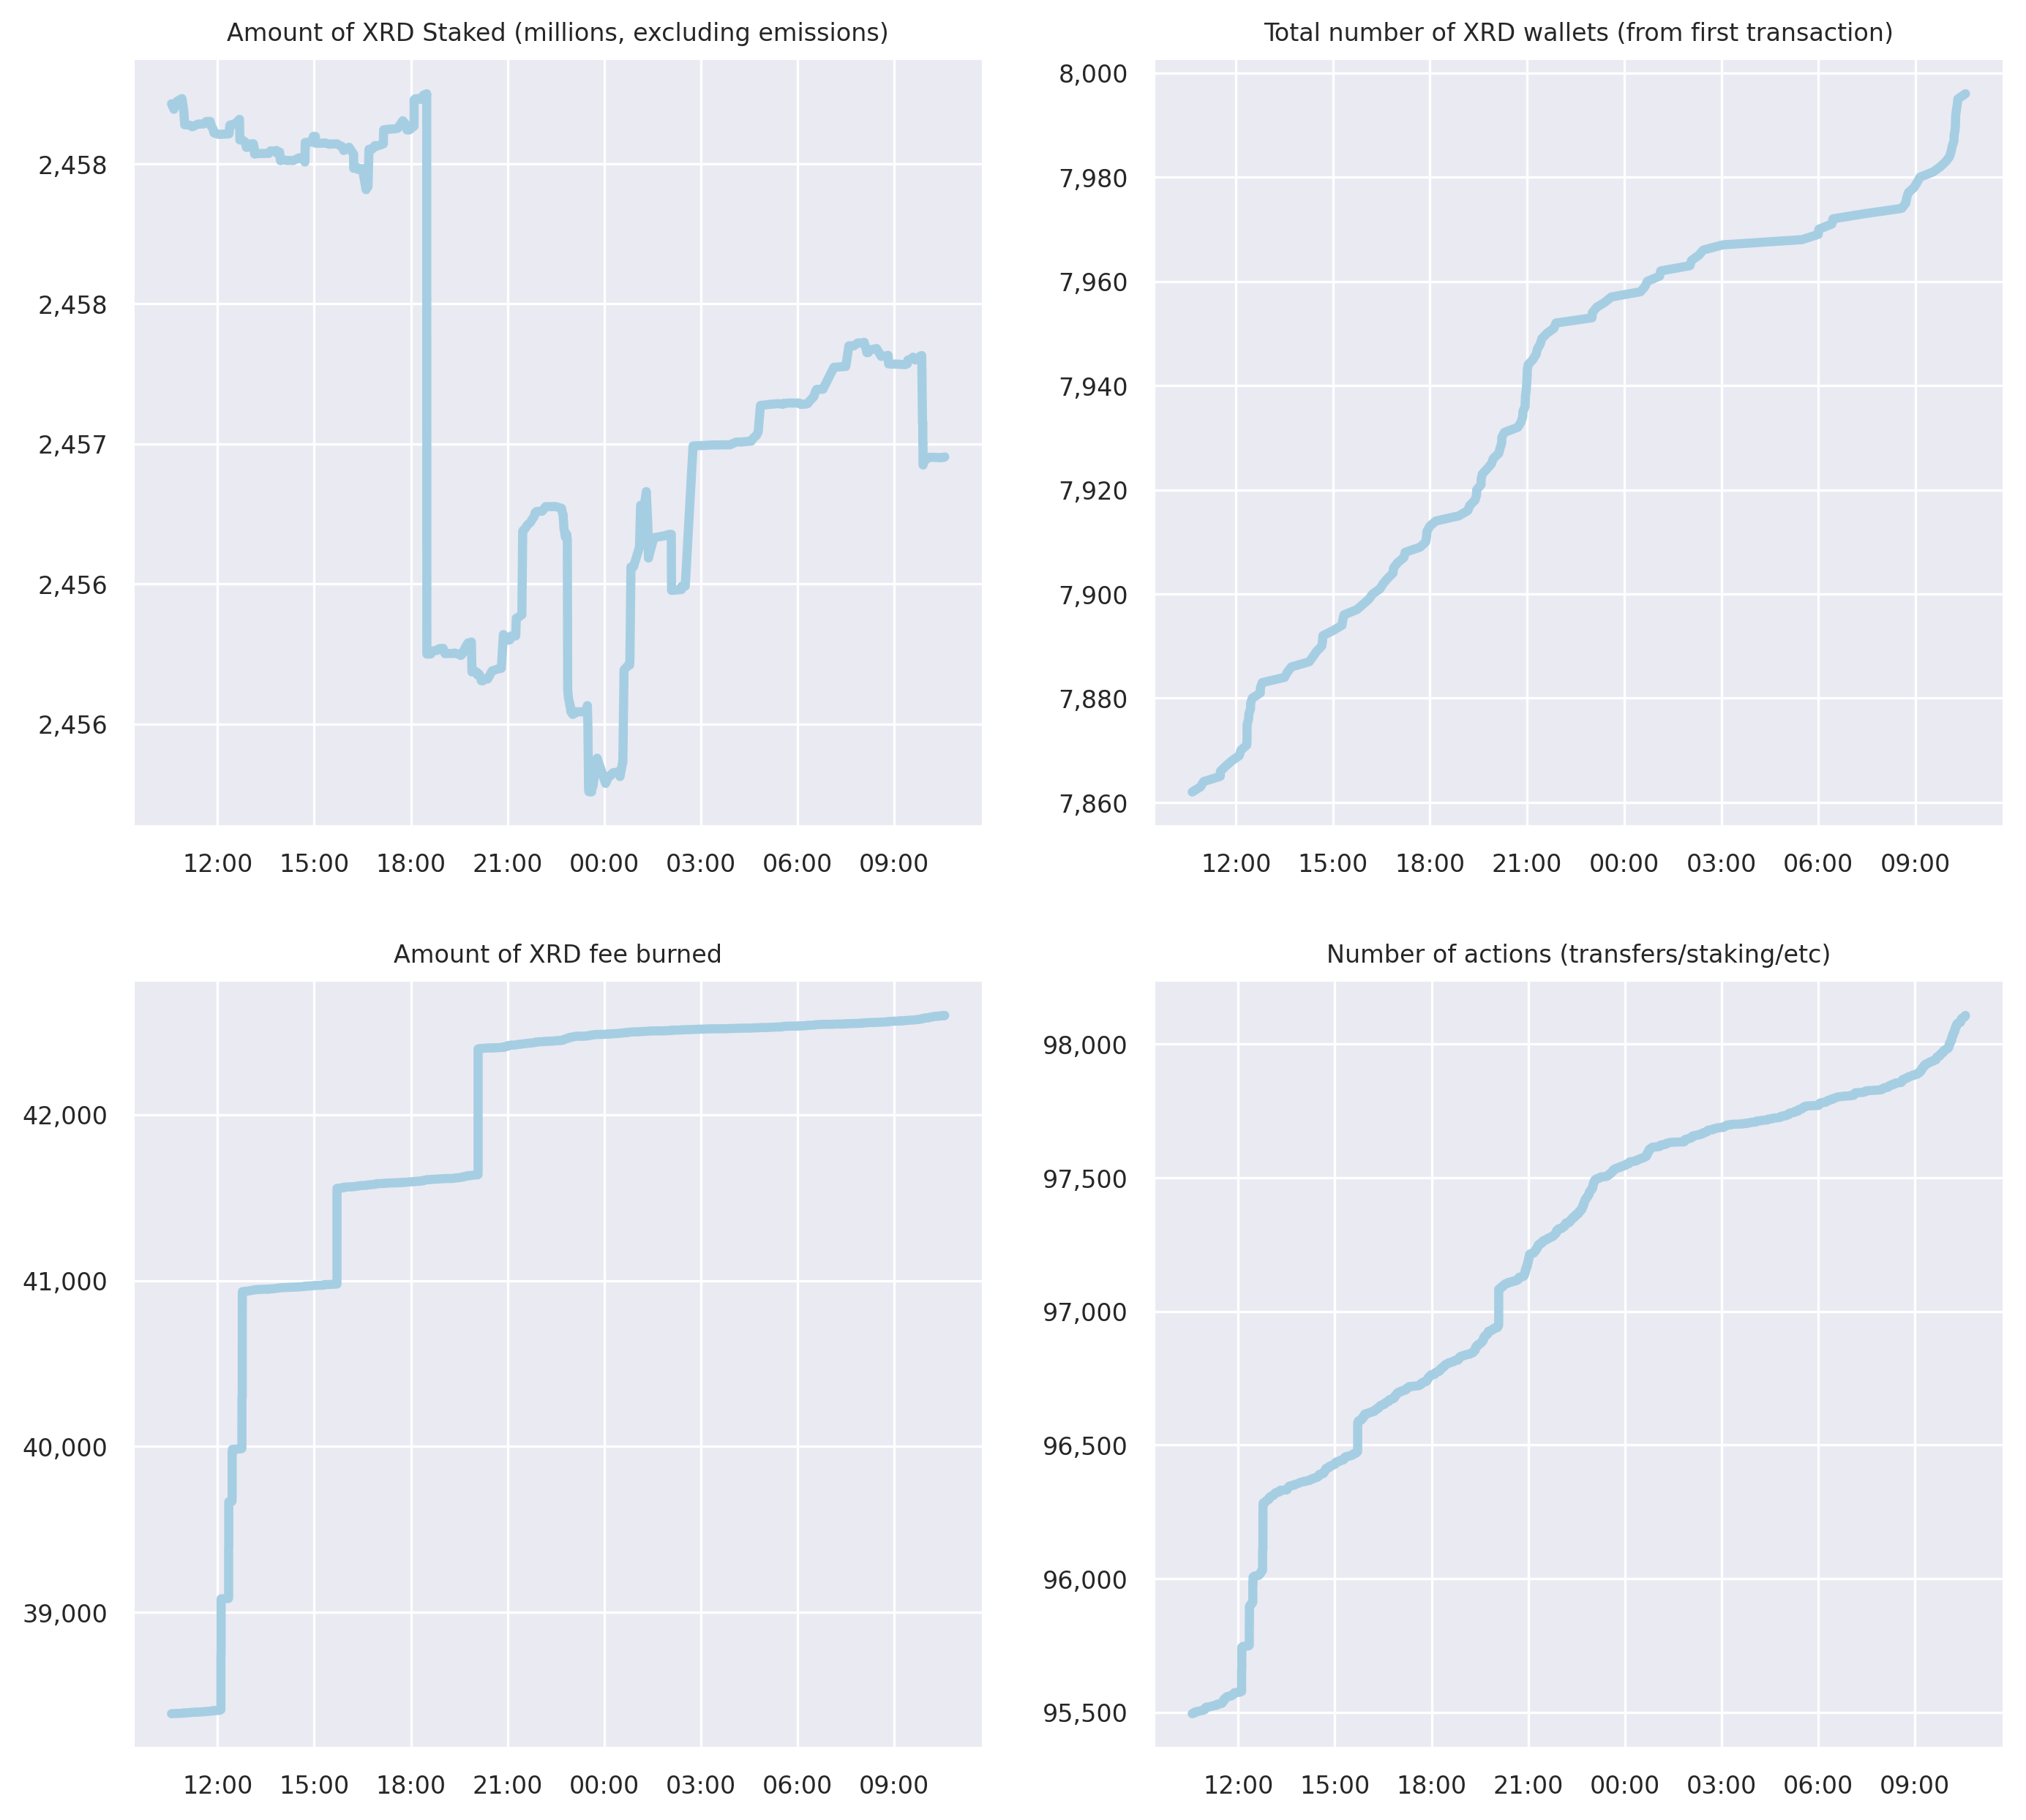 Amount of XRD Staked (millions, excluding emissions)
2,458
2,458
2,457
2,456
2,456
12:00 15:00 18:00 21:00 00:00 03:00 06:00 09:00
Total number of XRD wallets (from first transaction)
8,000
7,980
7,960
7,940
7,920
7,900
7,880
7,860
12:00 15:00 18:00 21:00 00:00 03:00 06:00 09:00
Amount of XRD fee burned
42,000
41,000
40,000
39,000
12:00 15:00 18:00 21:00 00:00 03:00 06:00 09:00
Number of actions (transfers/staking/etc)
98,000
97,500
97,000
96,500
96,000
95,500
12:00 15:00 18:00 21:00 00:00 03:00 06:00 09:00